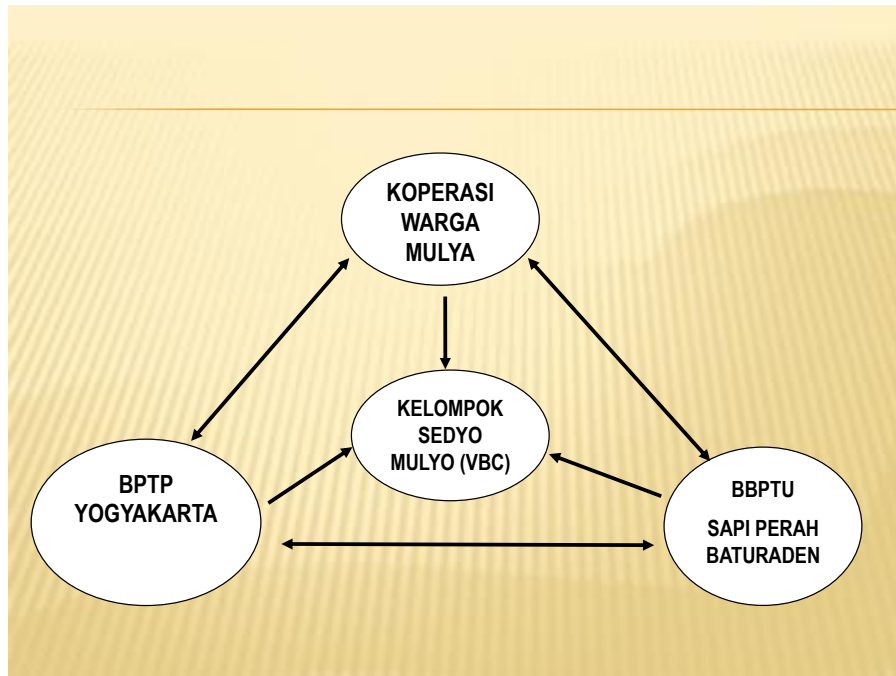 KOPERASI
WARGA
MULYA
KELOMPOK
SEDYO
MULYO (VBC)
BPTP
YOGYAKARTA
BBPTU
SAPI PERAH
BATURADEN